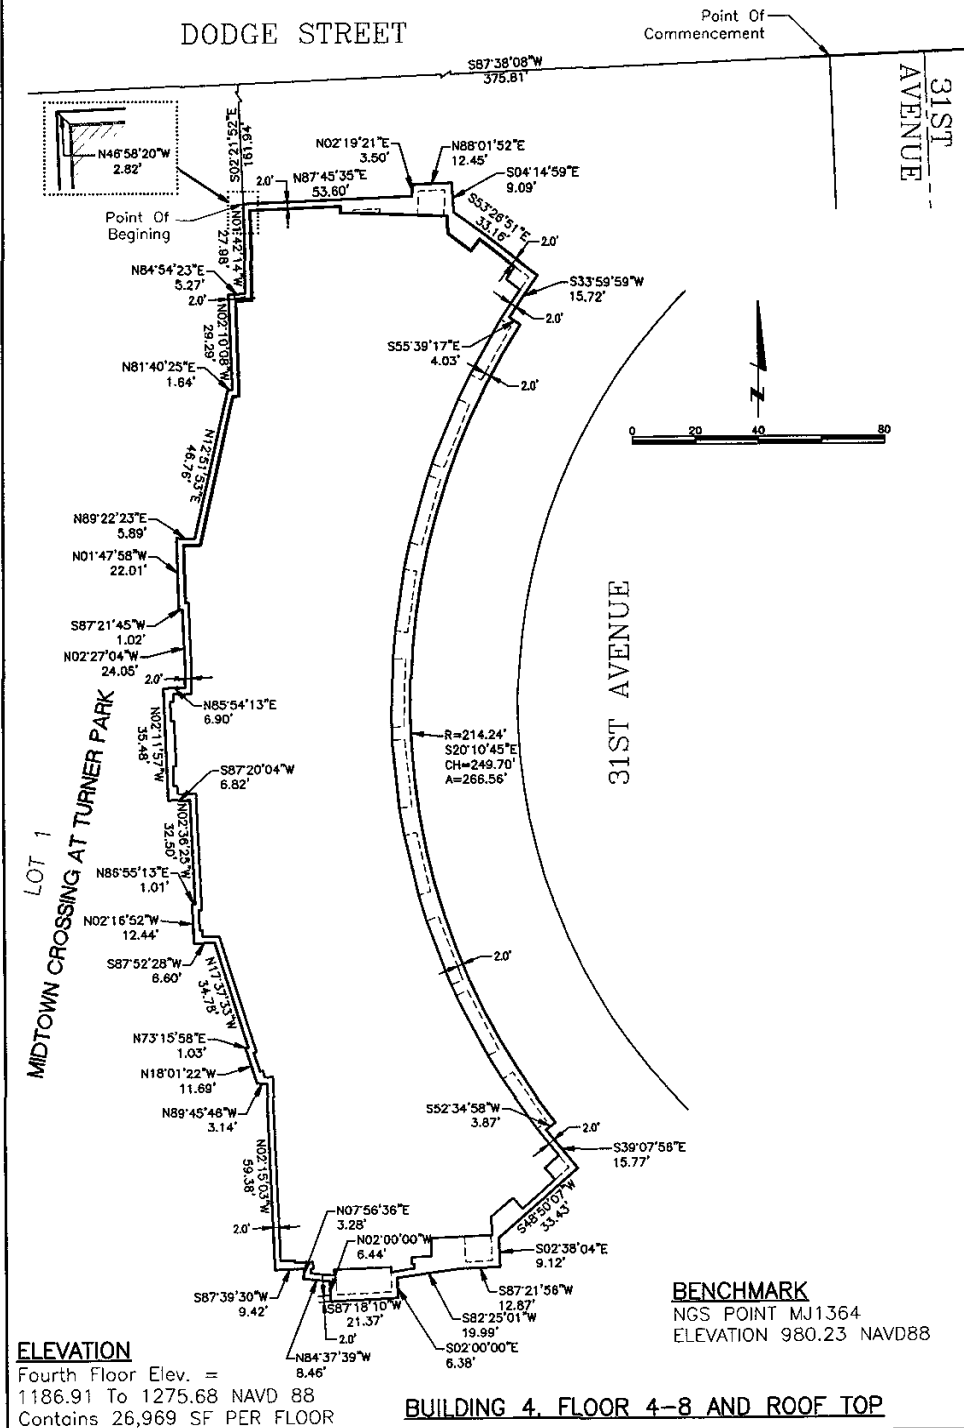 DODGE STREET
Point Of
Commencement
S87°38'08"W
375.81'
31ST
AVENUE
N46°58'20"W
2.82'
S02°21'52"E
161.94'
N02°19'21"E
3.50'
N88°01'52"E
12.45'
S04°14'59"E
9.09'
N87°45'35"E
53.60'
2.0'
S53°26'51"E
33.16'
2.0'
Point Of
Begining
N01°42'14"W
27.98'
S33°59'59"W
15.72'
N84°54'23"E
5.27'
2.0'
2.0'
N02°10'08"W
29.29'
S55°39'17"E
4.03'
2.0'
N81°40'25"E
1.64'
N
0 20 40 80
N12°51'53"E
46.76'
N89°22'23"E
5.89'
N01°47'58"W
22.01'
S87°21'45"W
1.02'
N02°27'04"W
24.05'
2.0'
N85°54'13"E
6.90'
31ST AVENUE
R=214.24'
S20°10'45"E
CH=249.70'
A=266.56'
N02°11'57"W
35.48'
S87°20'04"W
6.82'
LOT 1
MIDTOWN CROSSING AT TURNER PARK
N02°36'25"W
32.50'
N86°55'13"E
1.01'
N02°16'52"W
12.44'
S87°52'28"W
6.60'
N17°37'33"W
34.78'
2.0'
N73°15'58"E
1.03'
N18°01'22"W
11.69'
N89°45'46"W
3.14'
S52°34'58"W
3.87'
2.0'
S39°07'56"E
15.77'
N02°15'03"W
59.38'
2.0'
N07°56'36"E
3.28'
N02°00'00"W
6.44'
S48°50'07"W
33.43'
S02°38'04"E
9.12'
S87°39'30"W
9.42'
S87°18'10"W
21.37'
2.0'
S87°21'56"W
12.87'
S82°25'01"W
19.99'
S02°00'00"E
6.38'
N84°37'39"W
8.46'
BENCHMARK
NGS POINT MJ1364
ELEVATION 980.23 NAVD88
ELEVATION
Fourth Floor Elev. =
1186.91 To 1275.68 NAVD 88
Contains 26,969 SF PER FLOOR
BUILDING 4, FLOOR 4-8 AND ROOF TOP